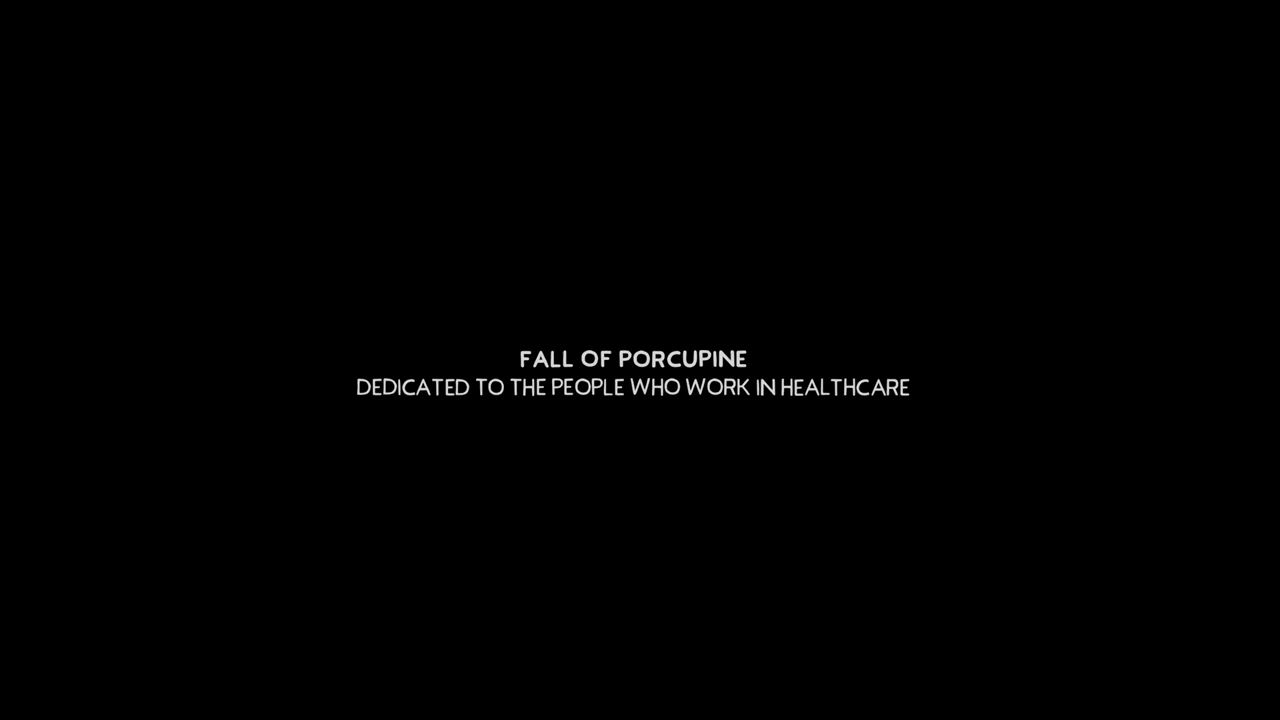 FALL OF PORCUPINE
DEDICATED TO THE PEOPLE WHO WORK IN HEALTHCARE